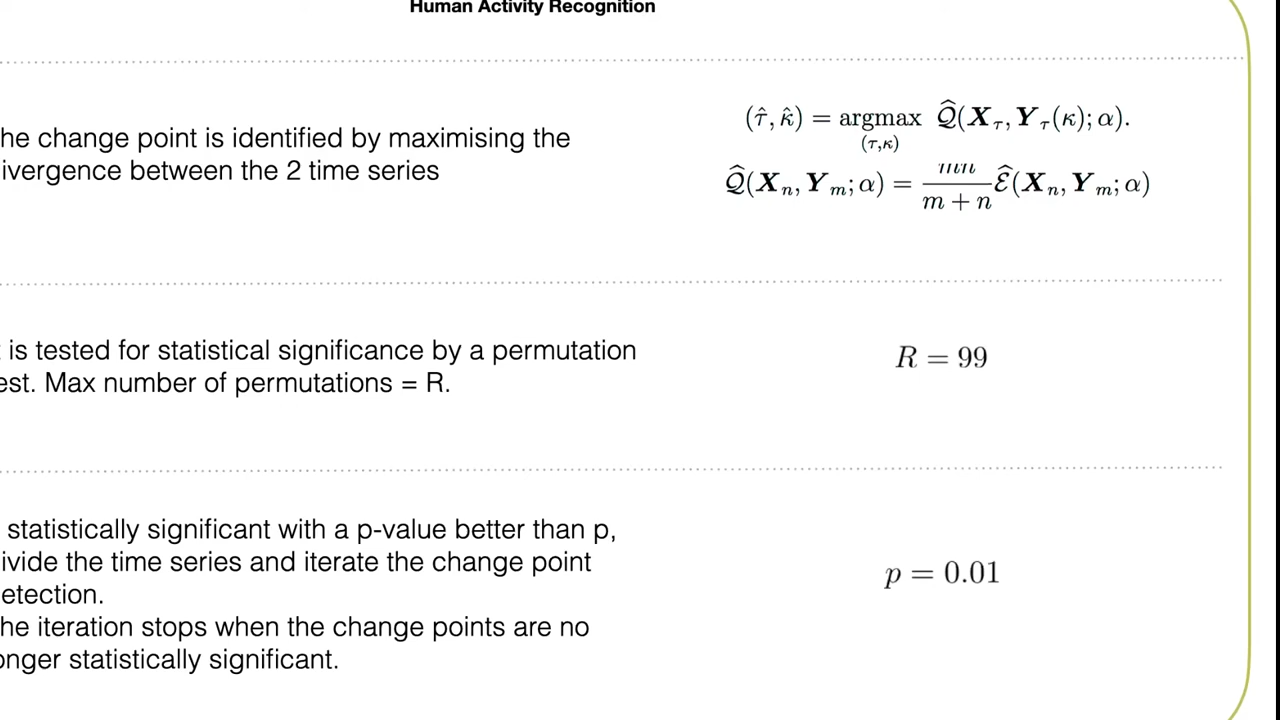 Human Activity Recognition
he change point is identified by maximising the
ivergence between the 2 time series
(τ̂, κ̂) = argmax Q̂(X_τ, Y_τ(κ); α).
(τ,κ)
Q̂(X_n, Y_m; α) = mn / (m + n) Ê(X_n, Y_m; α)
is tested for statistical significance by a permutation
est. Max number of permutations = R.
R = 99
statistically significant with a p-value better than p,
ivide the time series and iterate the change point
etection.
he iteration stops when the change points are no
onger statistically significant.
p = 0.01